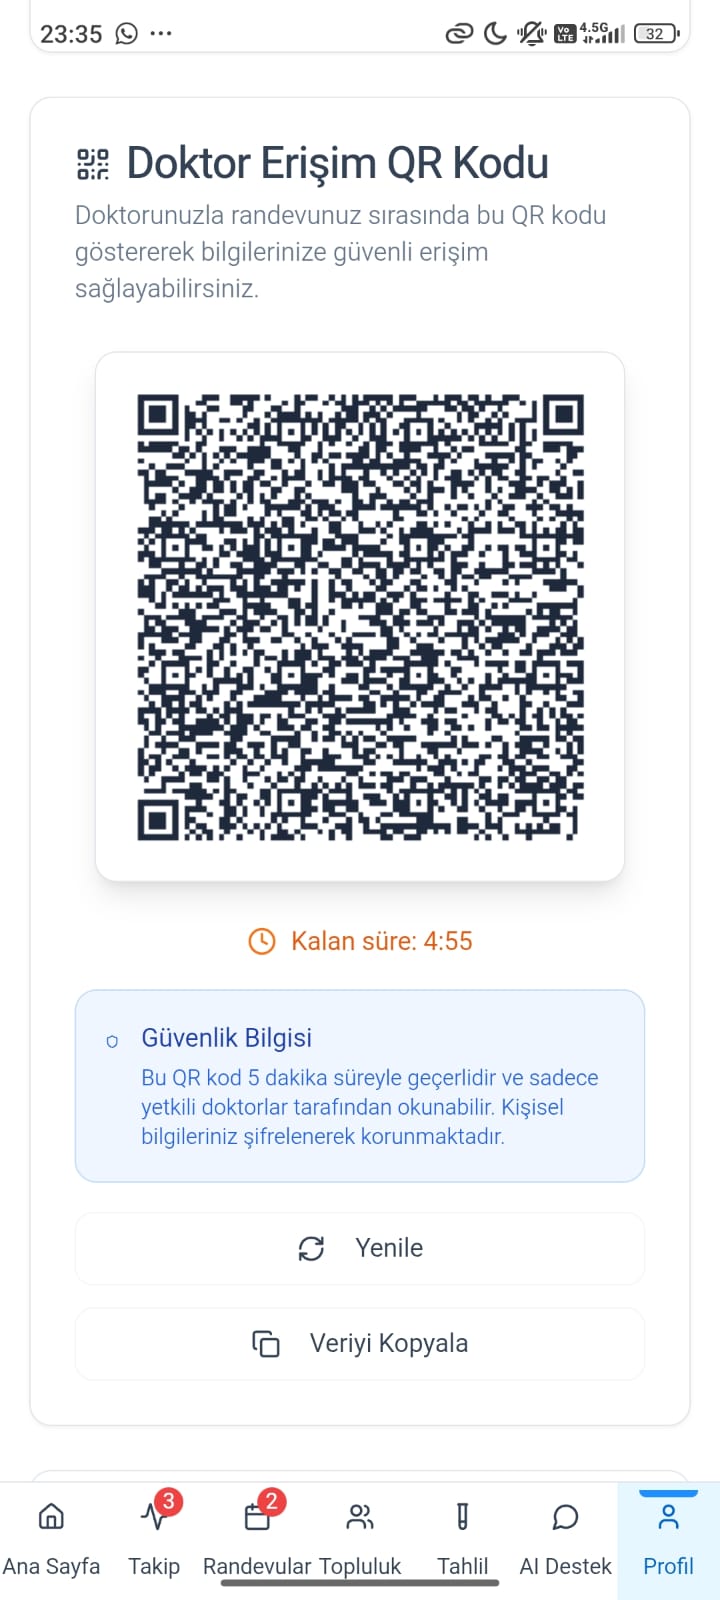 23:35
Vo LTE 4.5G 32
Doktor Erişim QR Kodu
Doktorunuzla randevunuz sırasında bu QR kodu
göstererek bilgilerinize güvenli erişim
sağlayabilirsiniz.
Kalan süre: 4:55
Güvenlik Bilgisi
Bu QR kod 5 dakika süreyle geçerlidir ve sadece
yetkili doktorlar tarafından okunabilir. Kişisel
bilgileriniz şifrelenerek korunmaktadır.
Yenile
Veriyi Kopyala
3 2
Ana Sayfa Takip Randevular Topluluk Tahlil AI Destek Profil